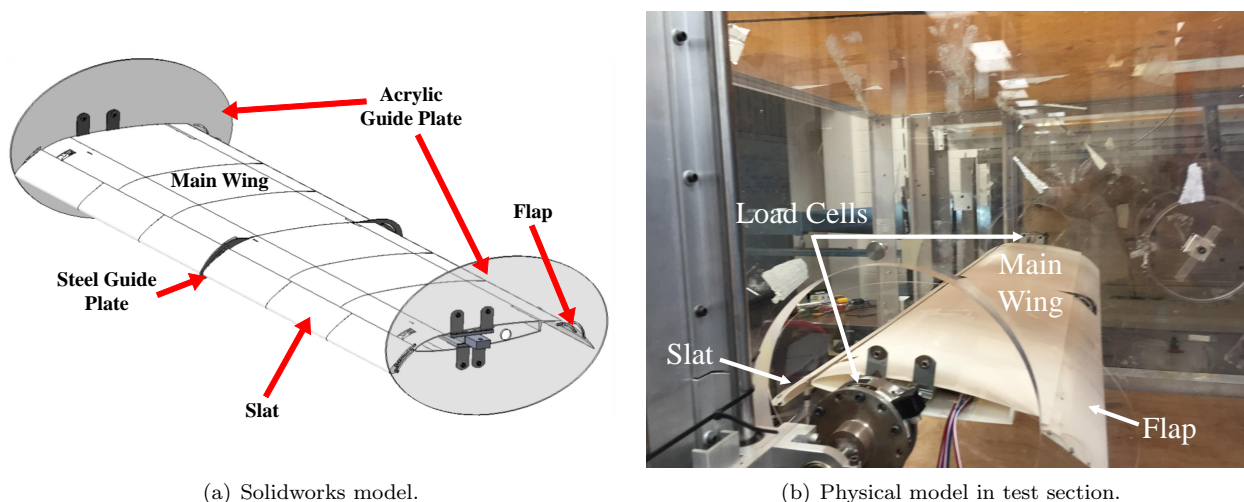 Acrylic
Guide Plate
Main Wing
Flap
Steel Guide
Plate
Slat
Load Cells
Main
Wing
Slat
Flap
(a) Solidworks model.
(b) Physical model in test section.